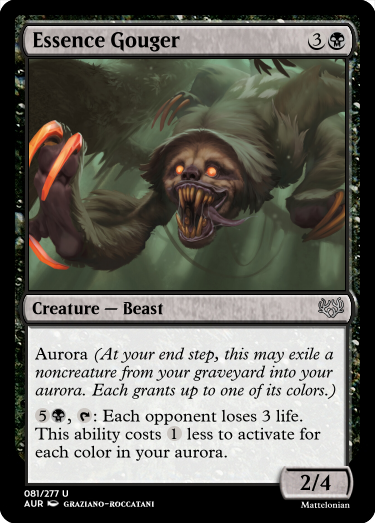 Essence Gouger 3
Creature — Beast
Aurora (At your end step, this may exile a
noncreature from your graveyard into your
aurora. Each grants up to one of its colors.)
5, : Each opponent loses 3 life.
This ability costs 1 less to activate for
each color in your aurora.
2/4
081/277 U
AUR GRAZIANO-ROCCATANI
Mattelonian